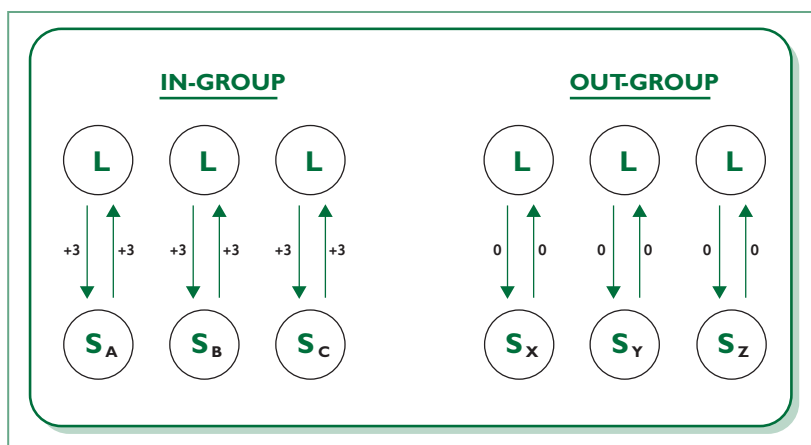 IN-GROUP OUT-GROUP
L L L L L L
+3 +3 +3 +3 +3 +3 0 0 0 0 0 0
SA SB SC SX SY SZ